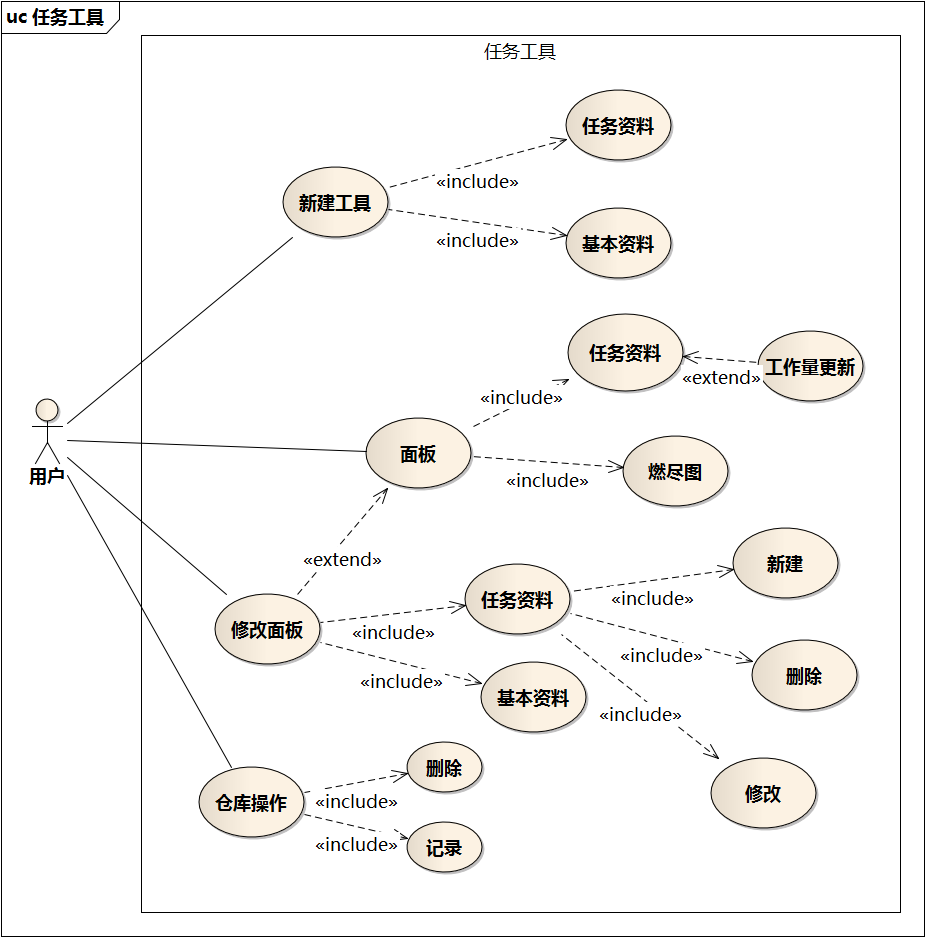 uc 任务工具
任务工具
任务资料
«include»
新建工具
«include»
基本资料
任务资料
工作量更新
«extend»
«include»
面板
燃尽图
«include»
用户
«extend»
新建
任务资料
«include»
修改面板
«include»
«include»
删除
«include»
基本资料
«include»
删除
修改
仓库操作
«include»
«include»
记录